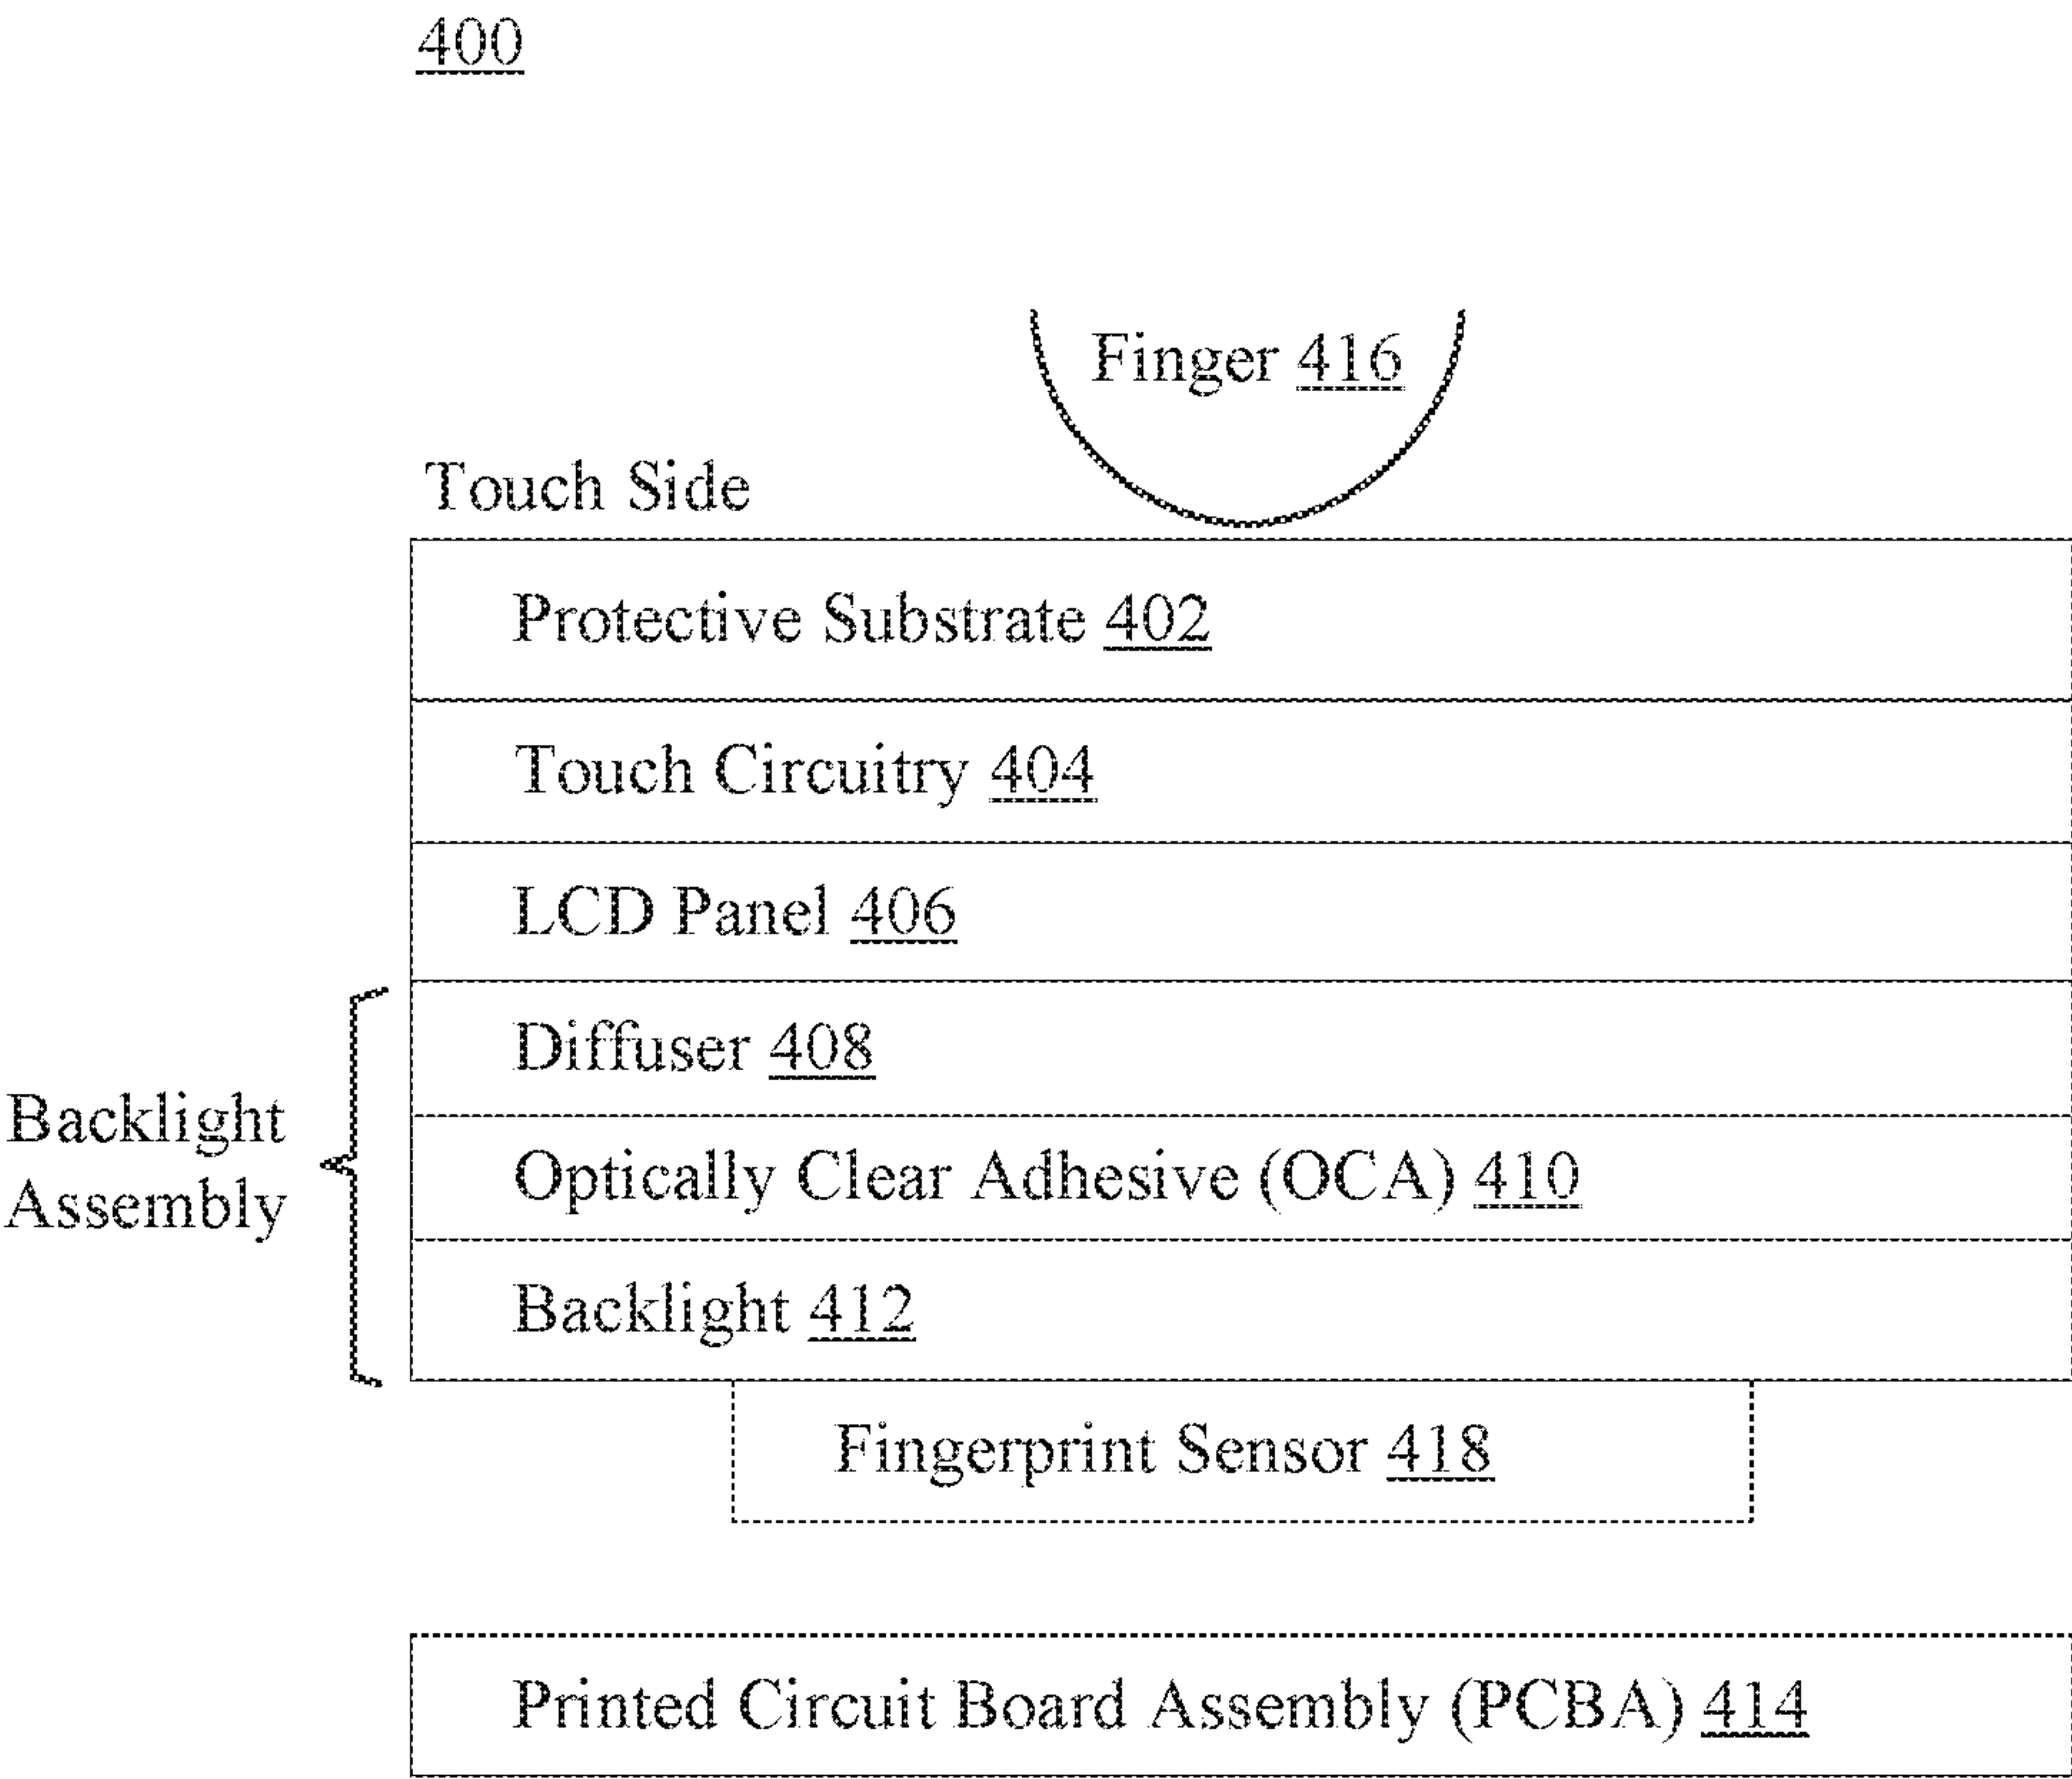 400
Finger 416
Touch Side
Protective Substrate 402
Touch Circuitry 404
LCD Panel 406
Diffuser 408
Backlight
Assembly
Optically Clear Adhesive (OCA) 410
Backlight 412
Fingerprint Sensor 418
Printed Circuit Board Assembly (PCBA) 414